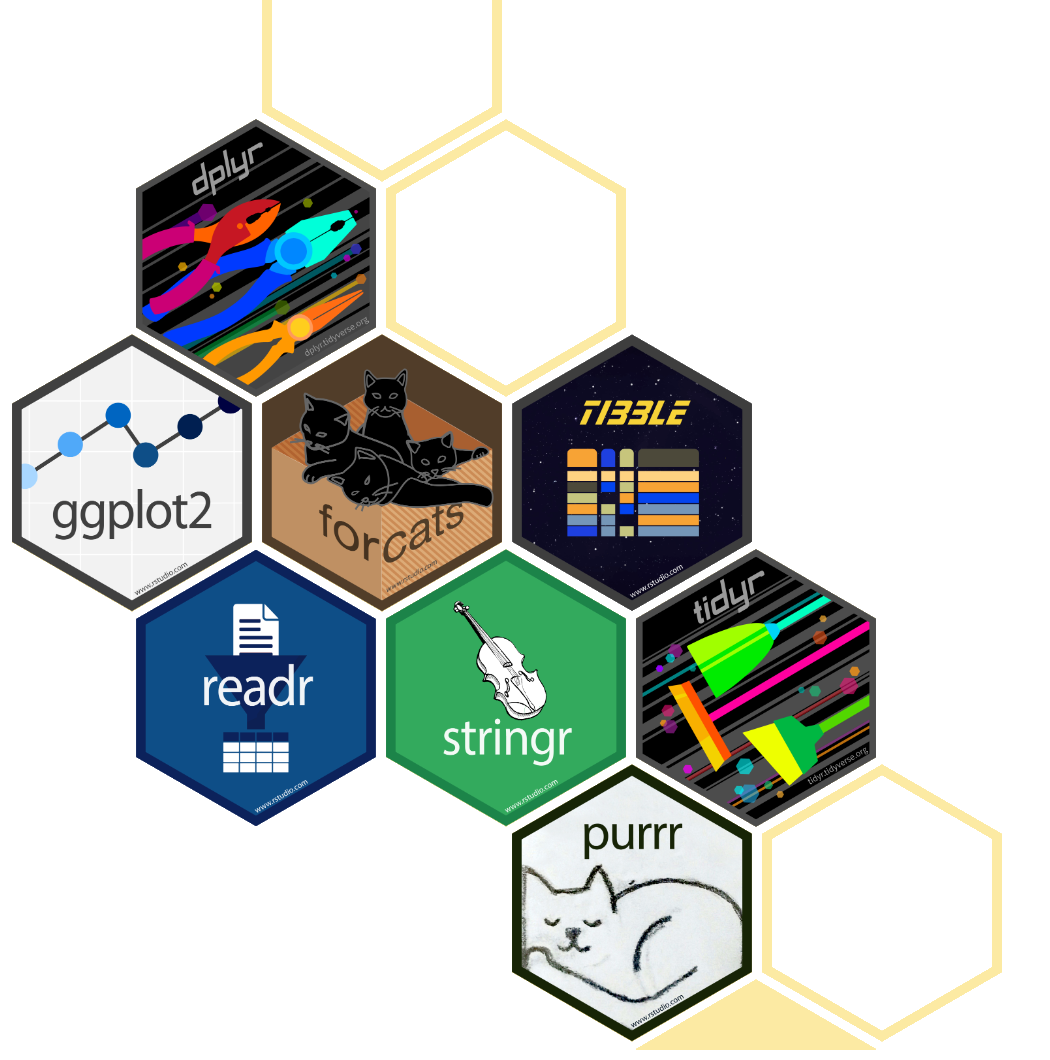 dplyr
dplyr.tidyverse.org
ggplot2
www.rstudio.com
forcats
www.rstudio.com
TIBBLE
www.rstudio.com
readr
www.rstudio.com
stringr
www.rstudio.com
tidyr
tidyr.tidyverse.org
purrr
www.rstudio.com